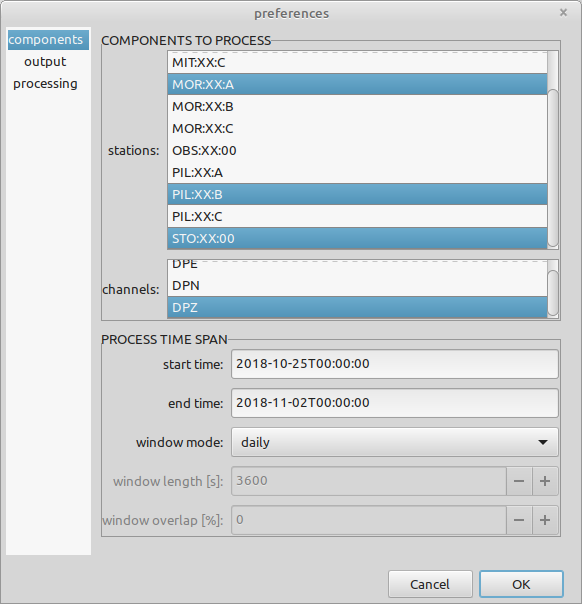 preferences
components
output
processing
COMPONENTS TO PROCESS
stations:
MIT:XX:C
MOR:XX:A
MOR:XX:B
MOR:XX:C
OBS:XX:00
PIL:XX:A
PIL:XX:B
PIL:XX:C
STO:XX:00
channels:
DPE
DPN
DPZ
PROCESS TIME SPAN
start time: 2018-10-25T00:00:00
end time: 2018-11-02T00:00:00
window mode: daily
window length [s]: 3600
window overlap [%]: 0
Cancel OK